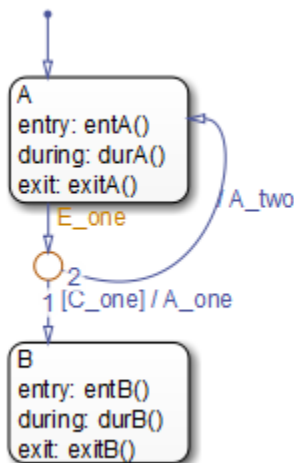 A
entry: entA()
during: durA()
exit: exitA()
E_one
/ A_two
2
1 [C_one] / A_one
B
entry: entB()
during: durB()
exit: exitB()